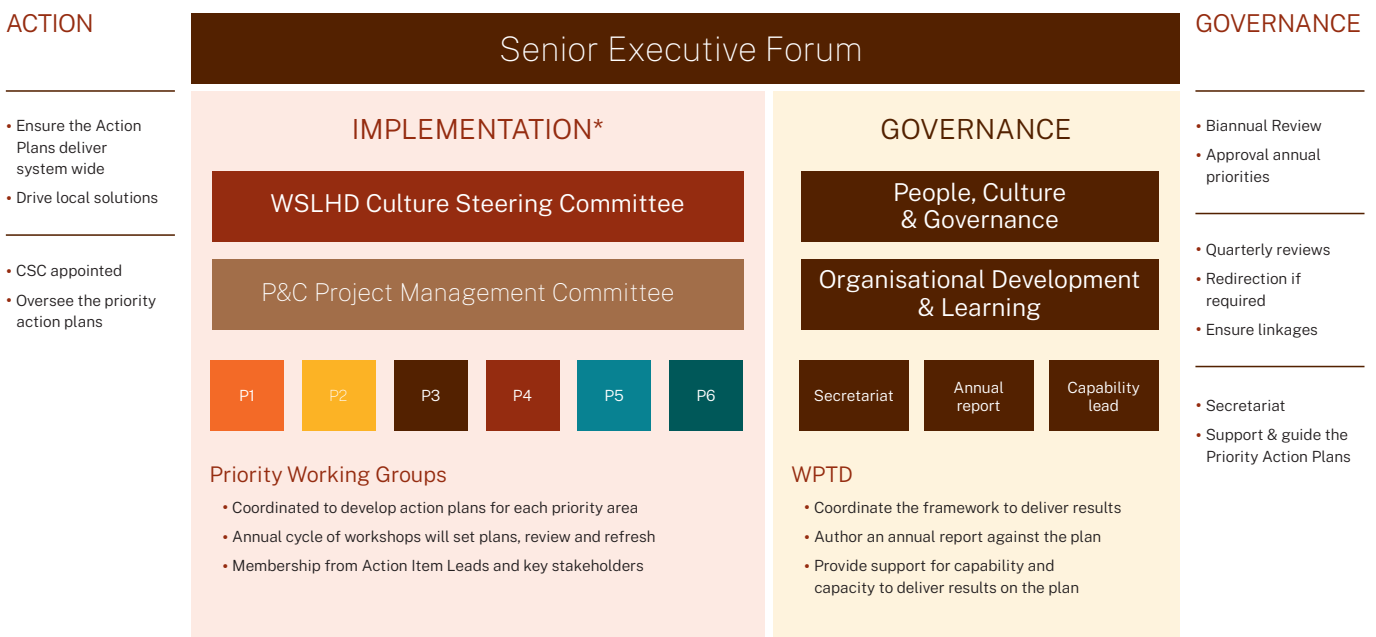 ACTION
• Ensure the Action
Plans deliver
system wide
• Drive local solutions
• CSC appointed
• Oversee the priority
action plans
Senior Executive Forum
IMPLEMENTATION*
WSLHD Culture Steering Committee
P&C Project Management Committee
P1
P2
P3
P4
P5
P6
Priority Working Groups
• Coordinated to develop action plans for each priority area
• Annual cycle of workshops will set plans, review and refresh
• Membership from Action Item Leads and key stakeholders
GOVERNANCE
People, Culture
& Governance
Organisational Development
& Learning
Secretariat
Annual
report
Capability
lead
WPTD
• Coordinate the framework to deliver results
• Author an annual report against the plan
• Provide support for capability and
capacity to deliver results on the plan
GOVERNANCE
• Biannual Review
• Approval annual
priorities
• Quarterly reviews
• Redirection if
required
• Ensure linkages
• Secretariat
• Support & guide the
Priority Action Plans